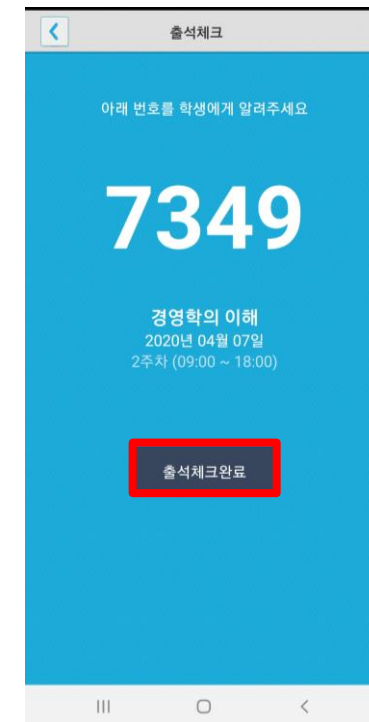 출석체크
아래 번호를 학생에게 알려주세요
7349
경영학의 이해
2020년 04월 07일
2주차 (09:00 ~ 18:00)
출석체크완료